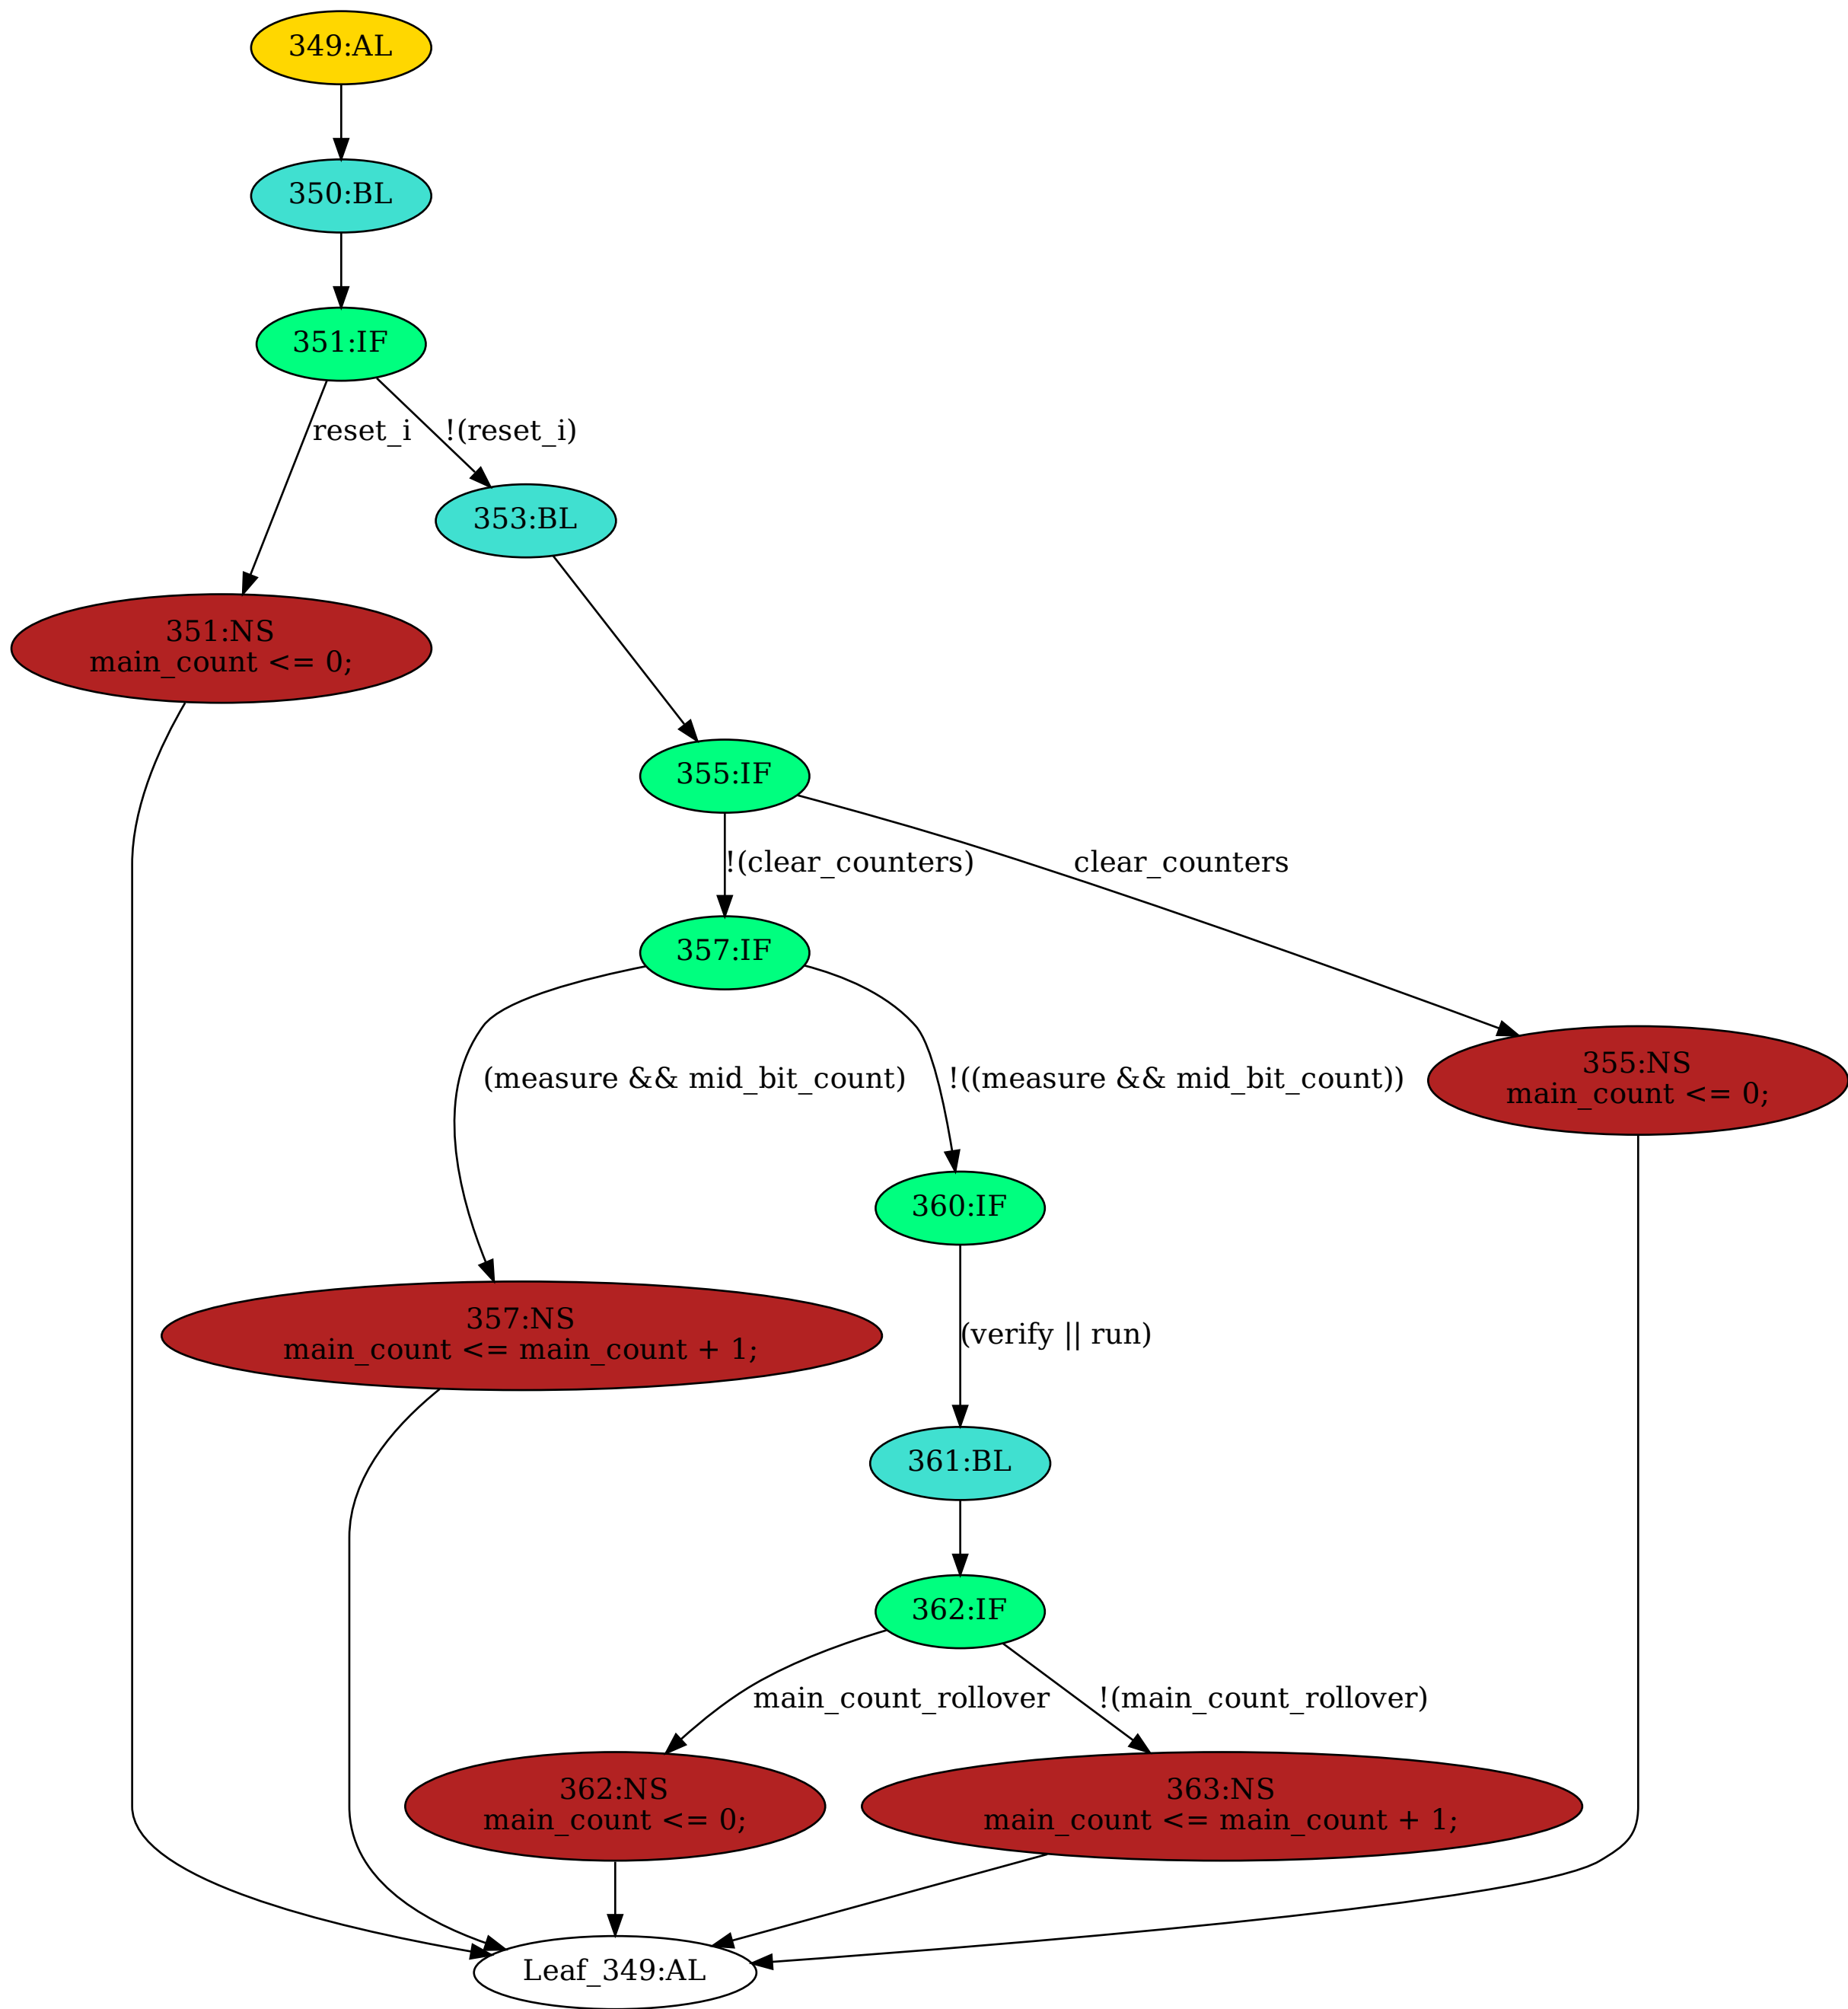 349:AL
350:BL
351:IF
reset_i
!(reset_i)
353:BL
351:NS
main_count <= 0;
355:IF
!(clear_counters)
clear_counters
357:IF
(measure && mid_bit_count)
!((measure && mid_bit_count))
355:NS
main_count <= 0;
360:IF
357:NS
main_count <= main_count + 1;
(verify || run)
361:BL
362:IF
main_count_rollover
!(main_count_rollover)
362:NS
main_count <= 0;
363:NS
main_count <= main_count + 1;
Leaf_349:AL